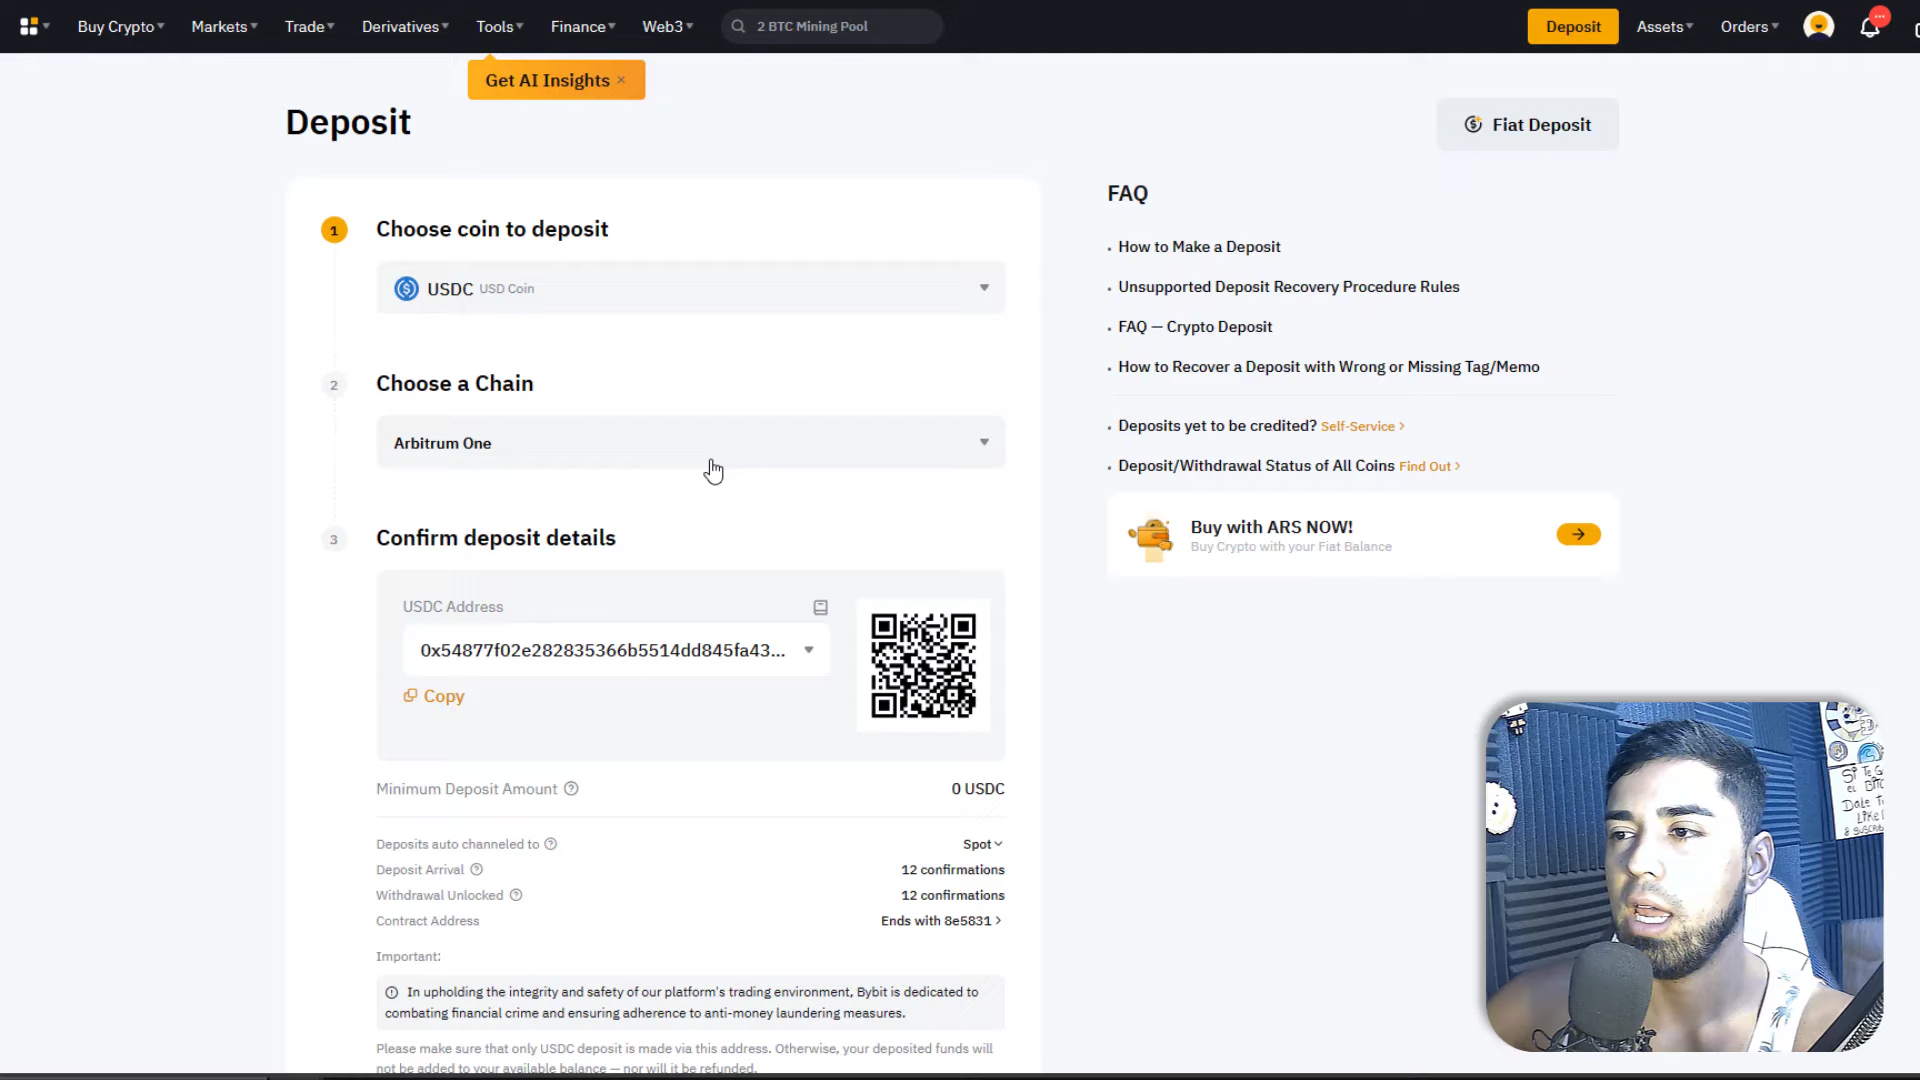 Buy Crypto
Markets
Trade
Derivatives
Tools
Finance
Web3
2 BTC Mining Pool
Deposit
Assets
Orders
Get AI Insights ×
Deposit
Fiat Deposit
1 Choose coin to deposit
USDC USD Coin
2 Choose a Chain
Arbitrum One
3 Confirm deposit details
USDC Address
0x54877f02e282835366b5514dd845fa43...
Copy
Minimum Deposit Amount
0 USDC
Deposits auto channeled to
Spot
Deposit Arrival
12 confirmations
Withdrawal Unlocked
12 confirmations
Contract Address
Ends with 8e5831 >
Important:
In upholding the integrity and safety of our platform's trading environment, Bybit is dedicated to
combating financial crime and ensuring adherence to anti-money laundering measures.
Please make sure that only USDC deposit is made via this address. Otherwise, your deposited funds will
not be added to your available balance — nor will it be refunded.
FAQ
How to Make a Deposit
Unsupported Deposit Recovery Procedure Rules
FAQ — Crypto Deposit
How to Recover a Deposit with Wrong or Missing Tag/Memo
Deposits yet to be credited? Self-Service >
Deposit/Withdrawal Status of All Coins Find Out >
Buy with ARS NOW!
Buy Crypto with your Fiat Balance
Si Te
el
Dale
Like